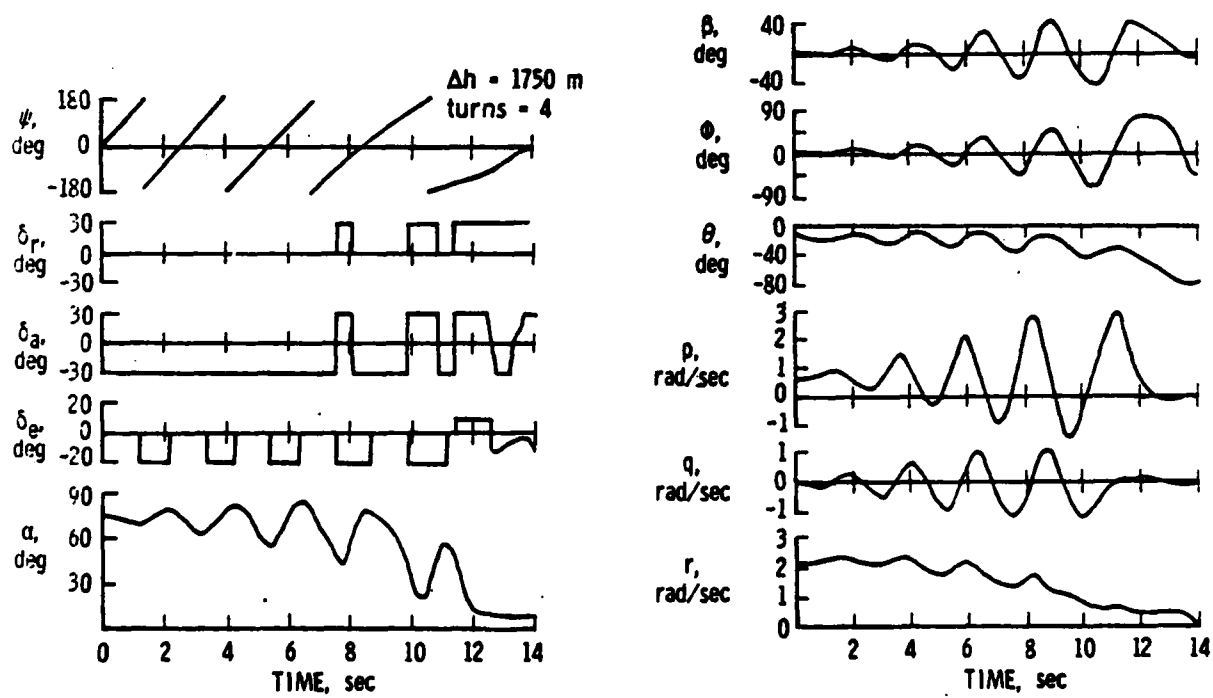 Δh = 1750 m
turns = 4
ψ,
deg
180
0
-180
δr,
deg
30
0
-30
δa,
deg
30
0
-30
δe,
deg
20
0
-20
α,
deg
90
60
30
0 2 4 6 8 10 12 14
TIME, sec
β,
deg
40
0
-40
Φ,
deg
90
0
-90
θ,
deg
0
-40
-80
p,
rad/sec
3
2
1
0
-1
q,
rad/sec
1
0
-1
r,
rad/sec
3
2
1
0
2 4 6 8 10 12 14
TIME, sec